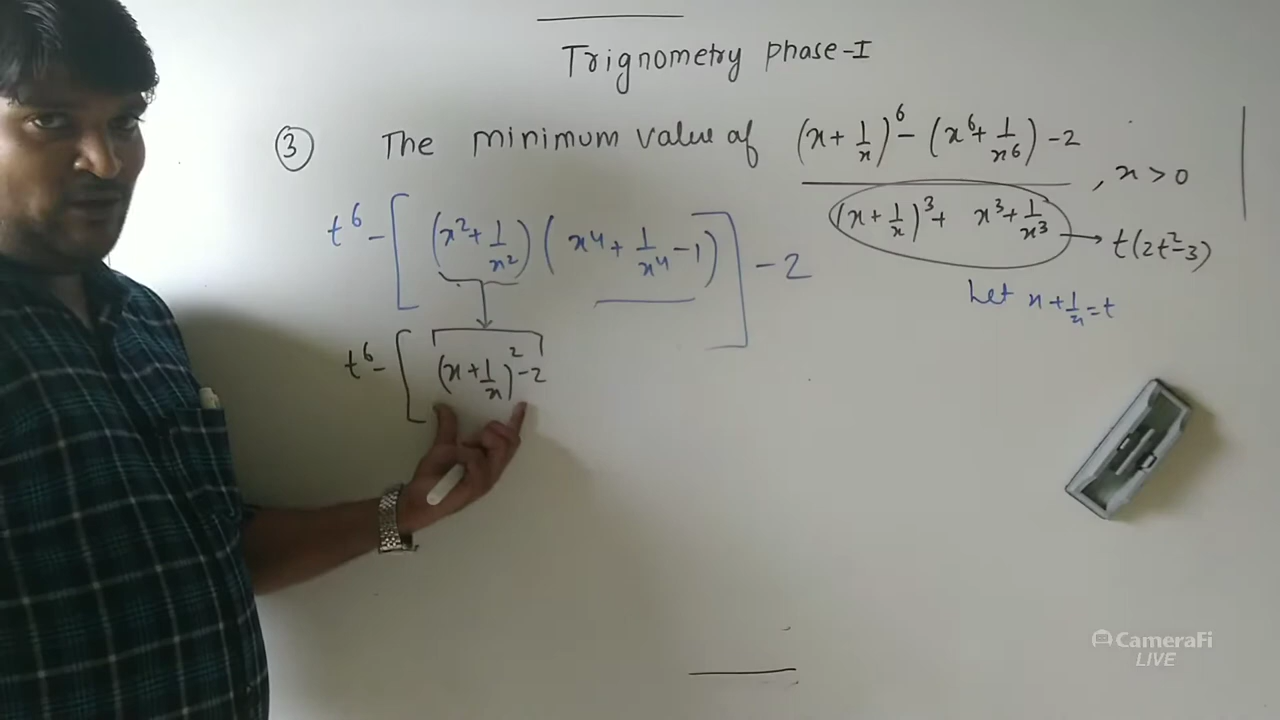 Trignometry phase-I
③ The minimum value of (x + 1/x)^6 - (x^6 + 1/x^6) - 2
(x + 1/x)^3 + x^3 + 1/x^3 , x > 0
→ t(2t^2-3)
t^6 - [(x^2 + 1/x^2)(x^4 + 1/x^4 - 1)] - 2
Let x + 1/x = t
t^6 - [(x + 1/x)^2 - 2
CameraFi
LIVE